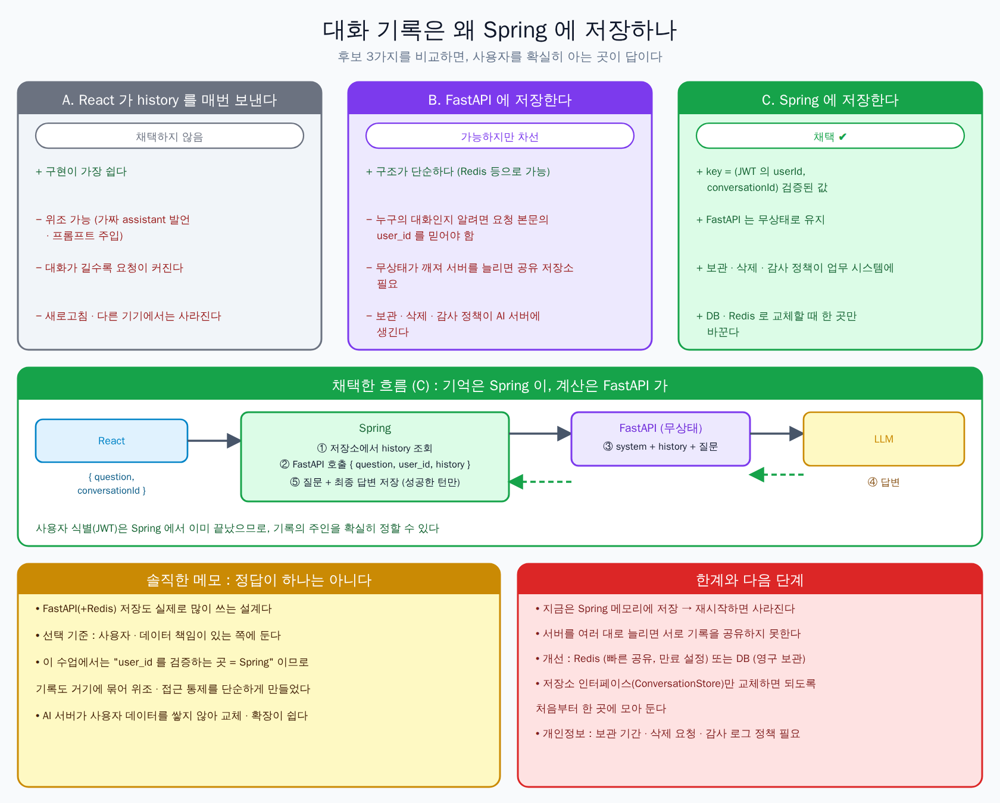 대화 기록은 왜 Spring 에 저장하나
후보 3가지를 비교하면, 사용자를 확실히 아는 곳이 답이다
A. React 가 history 를 매번 보낸다
채택하지 않음
+ 구현이 가장 쉽다
− 위조 가능 (가짜 assistant 발언
· 프롬프트 주입)
− 대화가 길수록 요청이 커진다
− 새로고침 · 다른 기기에서는 사라진다
B. FastAPI 에 저장한다
가능하지만 차선
+ 구조가 단순하다 (Redis 등으로 가능)
− 누구의 대화인지 알려면 요청 본문의
user_id 를 믿어야 함
− 무상태가 깨져 서버를 늘리면 공유 저장소
필요
− 보관 · 삭제 · 감사 정책이 AI 서버에
생긴다
C. Spring 에 저장한다
채택 ✔
+ key = (JWT 의 userId,
conversationId) 검증된 값
+ FastAPI 는 무상태로 유지
+ 보관 · 삭제 · 감사 정책이 업무 시스템에
+ DB · Redis 로 교체할 때 한 곳만
바꾼다
채택한 흐름 (C) : 기억은 Spring 이, 계산은 FastAPI 가
React
{ question,
conversationId }
Spring
① 저장소에서 history 조회
② FastAPI 호출 { question, user_id, history }
⑤ 질문 + 최종 답변 저장 (성공한 턴만)
FastAPI (무상태)
③ system + history + 질문
LLM
④ 답변
사용자 식별(JWT)은 Spring 에서 이미 끝났으므로, 기록의 주인을 확실히 정할 수 있다
솔직한 메모 : 정답이 하나는 아니다
• FastAPI(+Redis) 저장도 실제로 많이 쓰는 설계다
• 선택 기준 : 사용자 · 데이터 책임이 있는 쪽에 둔다
• 이 수업에서는 "user_id 를 검증하는 곳 = Spring" 이므로
기록도 거기에 묶어 위조 · 접근 통제를 단순하게 만들었다
• AI 서버가 사용자 데이터를 쌓지 않아 교체 · 확장이 쉽다
한계와 다음 단계
• 지금은 Spring 메모리에 저장 → 재시작하면 사라진다
• 서버를 여러 대로 늘리면 서로 기록을 공유하지 못한다
• 개선 : Redis (빠른 공유, 만료 설정) 또는 DB (영구 보관)
• 저장소 인터페이스(ConversationStore)만 교체하면 되도록
처음부터 한 곳에 모아 둔다
• 개인정보 : 보관 기간 · 삭제 요청 · 감사 로그 정책 필요